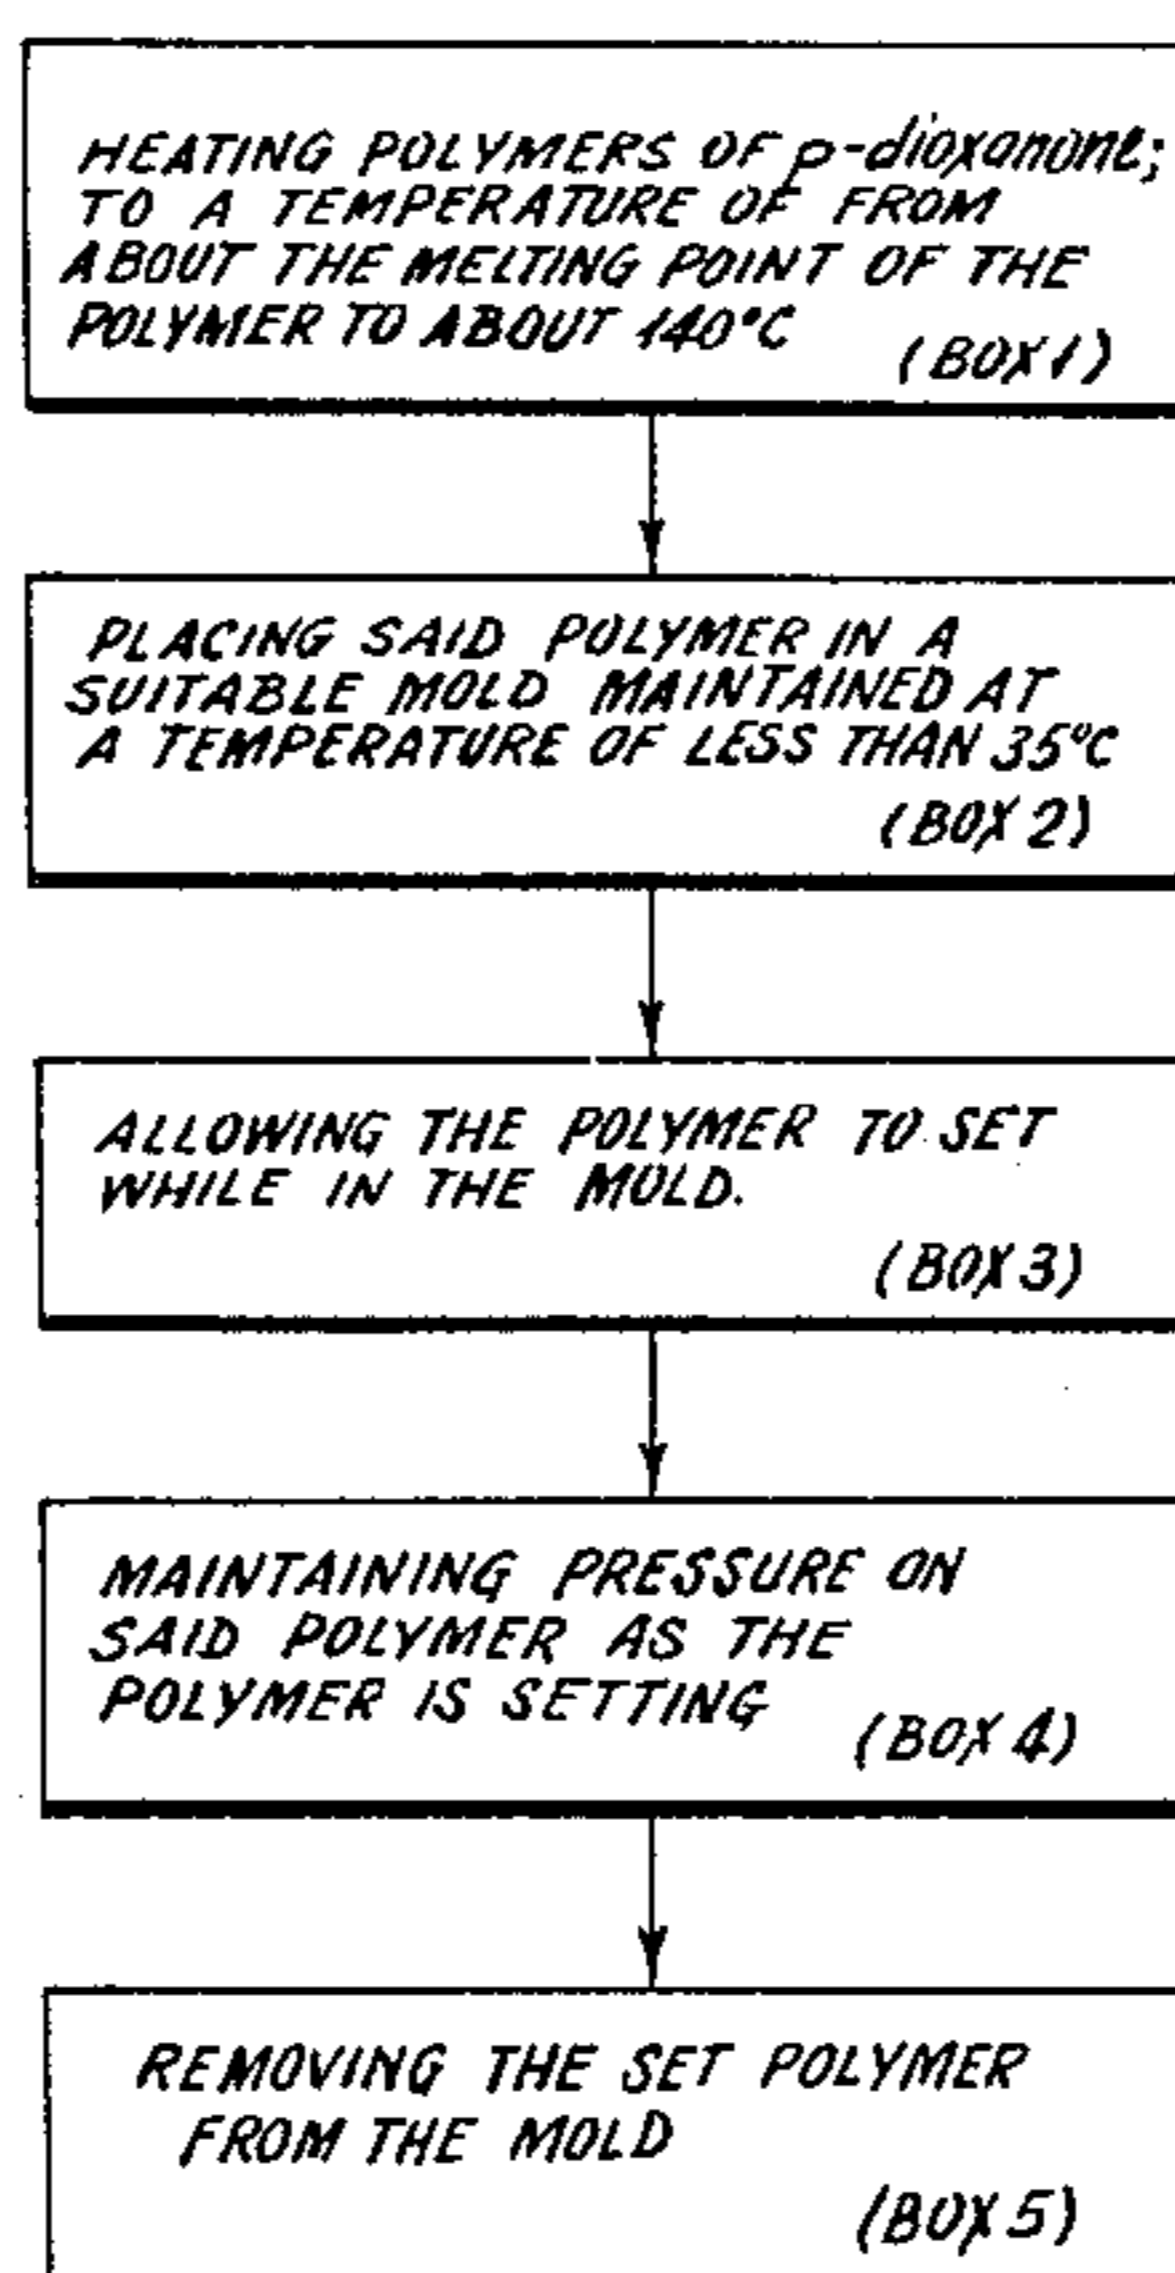 HEATING POLYMERS OF p-dioxanone;
TO A TEMPERATURE OF FROM
ABOUT THE MELTING POINT OF THE
POLYMER TO ABOUT 140°C
(BOX 1)
PLACING SAID POLYMER IN A
SUITABLE MOLD MAINTAINED AT
A TEMPERATURE OF LESS THAN 35°C
(BOX 2)
ALLOWING THE POLYMER TO SET
WHILE IN THE MOLD.
(BOX 3)
MAINTAINING PRESSURE ON
SAID POLYMER AS THE
POLYMER IS SETTING
(BOX 4)
REMOVING THE SET POLYMER
FROM THE MOLD
(BOX 5)